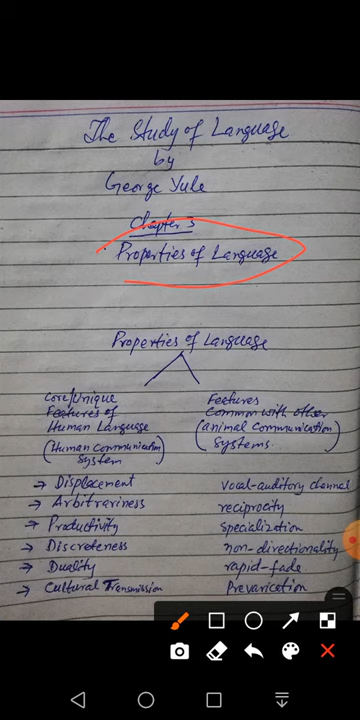 The Study of Language
by
George Yule
Chapter 3
Properties of Language
Properties of Language
Core/Unique
Features of
Human Language
(Human Communication
System)
→ Displacement
→ Arbitrariness
→ Productivity
→ Discreteness
→ Duality
→ Cultural Transmission
Features
Common with other
(animal communication)
Systems.
vocal-auditory channel
reciprocity
specialization
non-directionality
rapid-fade
Prevarication